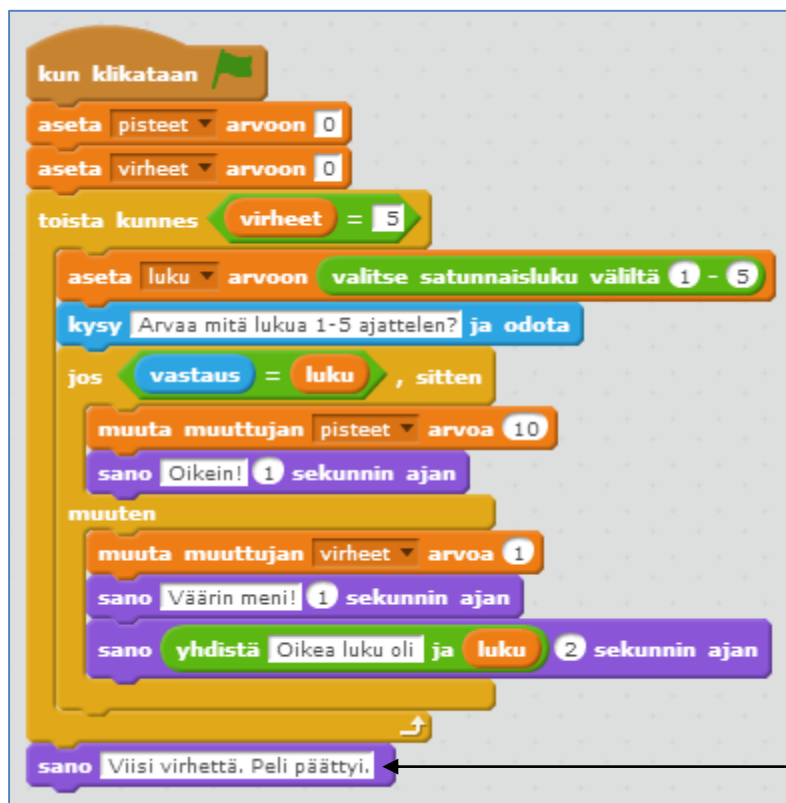 kun klikataan
aseta pisteet arvoon 0
aseta virheet arvoon 0
toista kunnes virheet = 5
aseta luku arvoon valitse satunnaisluku väliltä 1 - 5
kysy Arvaa mitä lukua 1-5 ajattelen? ja odota
jos vastaus = luku , sitten
muuta muuttujan pisteet arvoa 10
sano Oikein! 1 sekunnin ajan
muuten
muuta muuttujan virheet arvoa 1
sano Väärin meni! 1 sekunnin ajan
sano yhdistä Oikea luku oli ja luku 2 sekunnin ajan
sano Viisi virhettä. Peli päättyi.